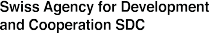 Swiss Agency for Development
and Cooperation SDC